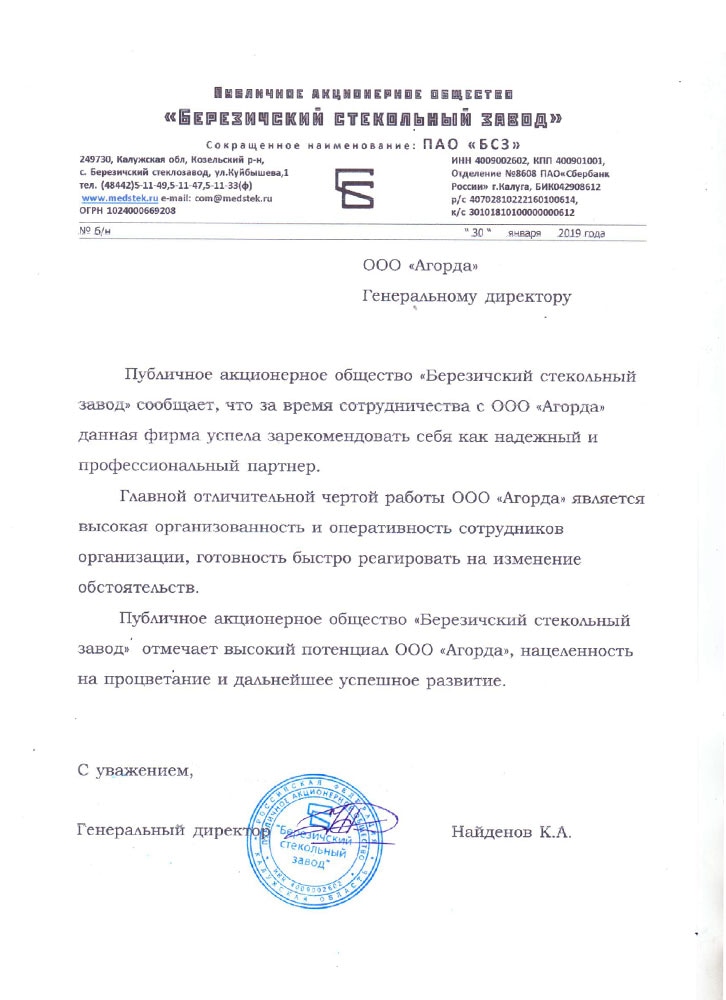 Публичное акционерное общество
«Березичский стекольный завод»
Сокращенное наименование: ПАО «БСЗ»
249730, Калужская обл, Козельский р-н,
с. Березичский стеклозавод, ул.Куйбышева,1
тел. (48442)5-11-49,5-11-47,5-11-33(ф)
www.medstek.ru e-mail: com@medstek.ru
ОГРН 1024000669208
ИНН 4009002602, КПП 400901001,
Отделение №8608 ПАО«Сбербанк
России» г.Калуга, БИК042908612
р/с 40702810222160100614,
к/с 30101810100000000612
№ б/н " 30 " января 2019 года
ООО «Агорда»
Генеральному директору
Публичное акционерное общество «Березичский стекольный
завод» сообщает, что за время сотрудничества с ООО «Агорда»
данная фирма успела зарекомендовать себя как надежный и
профессиональный партнер.
Главной отличительной чертой работы ООО «Агорда» является
высокая организованность и оперативность сотрудников
организации, готовность быстро реагировать на изменение
обстоятельств.
Публичное акционерное общество «Березичский стекольный
завод» отмечает высокий потенциал ООО «Агорда», нацеленность
на процветание и дальнейшее успешное развитие.
С уважением,
Генеральный директор Найденов К.А.
РОССИЙСКАЯ ФЕДЕРАЦИЯ
КАЛУЖСКАЯ ОБЛАСТЬ
ПУБЛИЧНОЕ АКЦИОНЕРНОЕ ОБЩЕСТВО
ИНН 4009002602
"Березичский
стекольный
завод"